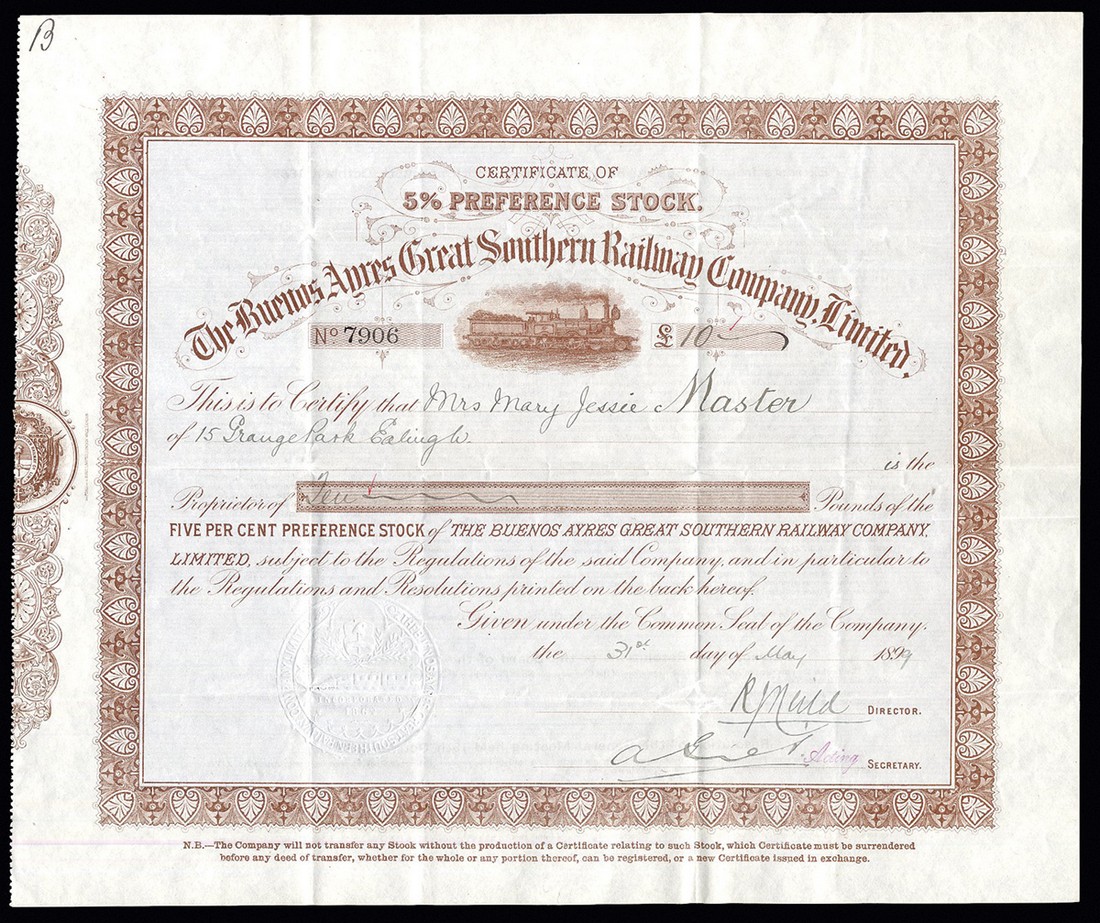 B
CERTIFICATE OF
5% PREFERENCE STOCK.
The Buenos Ayres Great Southern Railway Company, Limited.
No 7906
£ 10
This is to Certify that Mrs Mary Jessie Master
of 15 Grange Park Ealing
is the
Proprietor of Ten Pounds of the
FIVE PER CENT PREFERENCE STOCK of THE BUENOS AYRES GREAT SOUTHERN RAILWAY COMPANY,
LIMITED, subject to the Regulations of the said Company, and in particular to
the Regulations and Resolutions printed on the back hereof.
Given under the Common Seal of the Company.
the 31st day of May 1899
DIRECTOR.
Acting SECRETARY.
N.B.—The Company will not transfer any Stock without the production of a Certificate relating to such Stock, which Certificate must be surrendered
before any deed of transfer, whether for the whole or any portion thereof, can be registered, or a new Certificate issued in exchange.